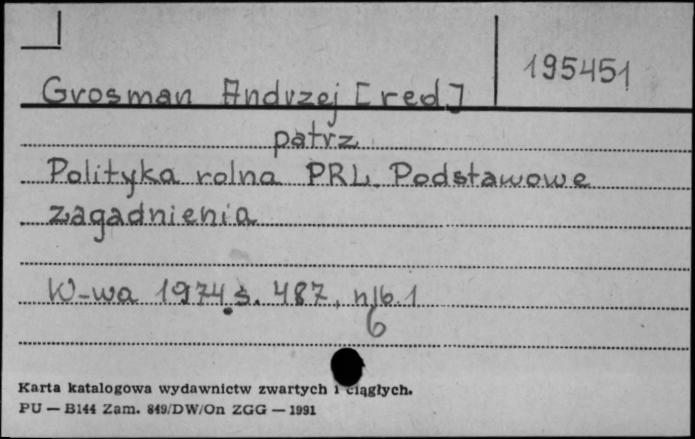 195451
Grosman Andrzej [red]
patrz
Polityka rolna PRL. Podstawowe
zagadnienia
W-wa 1974 s. 487, nlb. 1
6
Karta katalogowa wydawnictw zwartych i ciągłych.
PU — B144 Zam. 849/DW/On ZGG — 1991